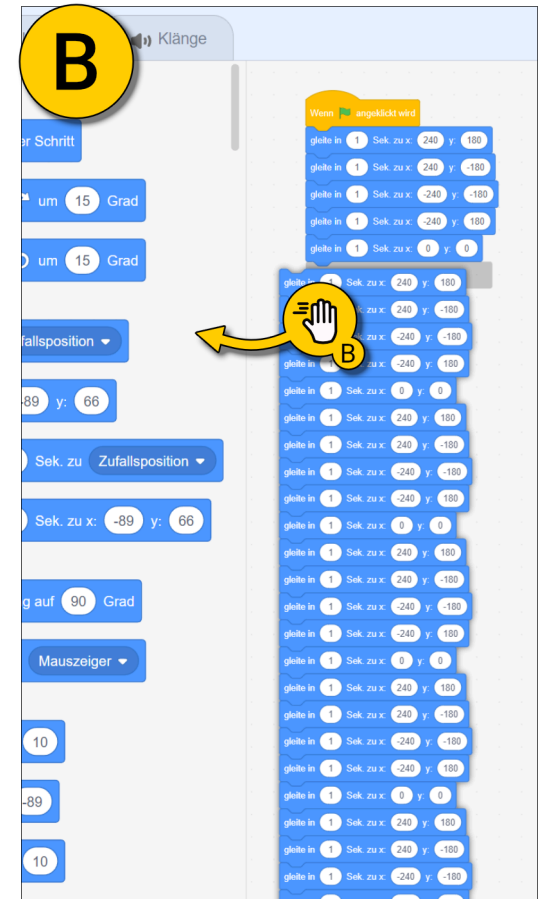 B
Klänge
er Schritt
um 15 Grad
um 15 Grad
fallsposition
89 y: 66
Sek. zu Zufallsposition
Sek. zu x: -89 y: 66
g auf 90 Grad
Mauszeiger
10
-89
10
Wenn angeklickt wird
gleite in 1 Sek. zu x: 240 y: 180
gleite in 1 Sek. zu x: 240 y: -180
gleite in 1 Sek. zu x: -240 y: -180
gleite in 1 Sek. zu x: -240 y: 180
gleite in 1 Sek. zu x: 0 y: 0
gleite in 1 Sek. zu x: 240 y: 180
Sek. zu x: 240 y: -180
zu x: -240 y: -180
B
gleite in 1 Sek. zu x: -240 y: 180
gleite in 1 Sek. zu x: 0 y: 0
gleite in 1 Sek. zu x: 240 y: 180
gleite in 1 Sek. zu x: 240 y: -180
gleite in 1 Sek. zu x: -240 y: -180
gleite in 1 Sek. zu x: -240 y: 180
gleite in 1 Sek. zu x: 0 y: 0
gleite in 1 Sek. zu x: 240 y: 180
gleite in 1 Sek. zu x: 240 y: -180
gleite in 1 Sek. zu x: -240 y: -180
gleite in 1 Sek. zu x: -240 y: 180
gleite in 1 Sek. zu x: 0 y: 0
gleite in 1 Sek. zu x: 240 y: 180
gleite in 1 Sek. zu x: 240 y: -180
gleite in 1 Sek. zu x: -240 y: -180
gleite in 1 Sek. zu x: -240 y: 180
gleite in 1 Sek. zu x: 0 y: 0
gleite in 1 Sek. zu x: 240 y: 180
gleite in 1 Sek. zu x: 240 y: -180
gleite in 1 Sek. zu x: -240 y: -180